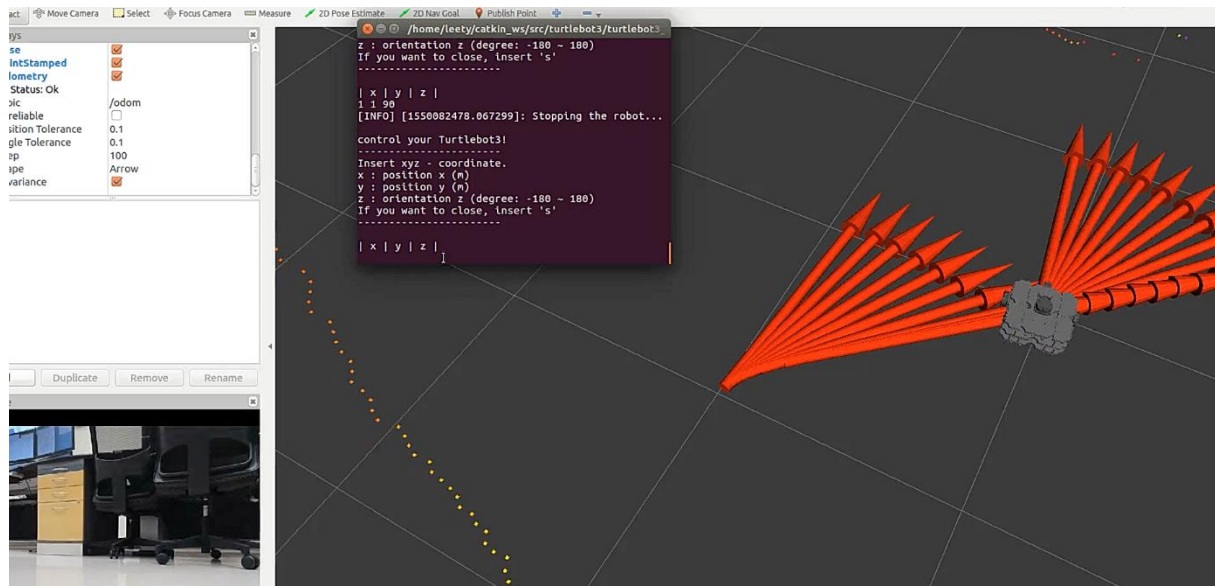 act Move Camera Select Focus Camera Measure 2D Pose Estimate 2D Nav Goal Publish Point
ays
se
intStamped
dometry
Status: Ok
pic /odom
reliable
sition Tolerance 0.1
gle Tolerance 0.1
ep 100
ape Arrow
variance
Duplicate Remove Rename
/home/leety/catkin_ws/src/turtlebot3/turtlebot3_
z : orientation z (degree: -180 ~ 180)
If you want to close, insert 's'
-----------------------
| x | y | z |
1 1 90
[INFO] [1550082478.067299]: Stopping the robot...
control your Turtlebot3!
-----------------------
Insert xyz - coordinate.
x : position x (m)
y : position y (m)
z : orientation z (degree: -180 ~ 180)
If you want to close, insert 's'
-----------------------
| x | y | z |